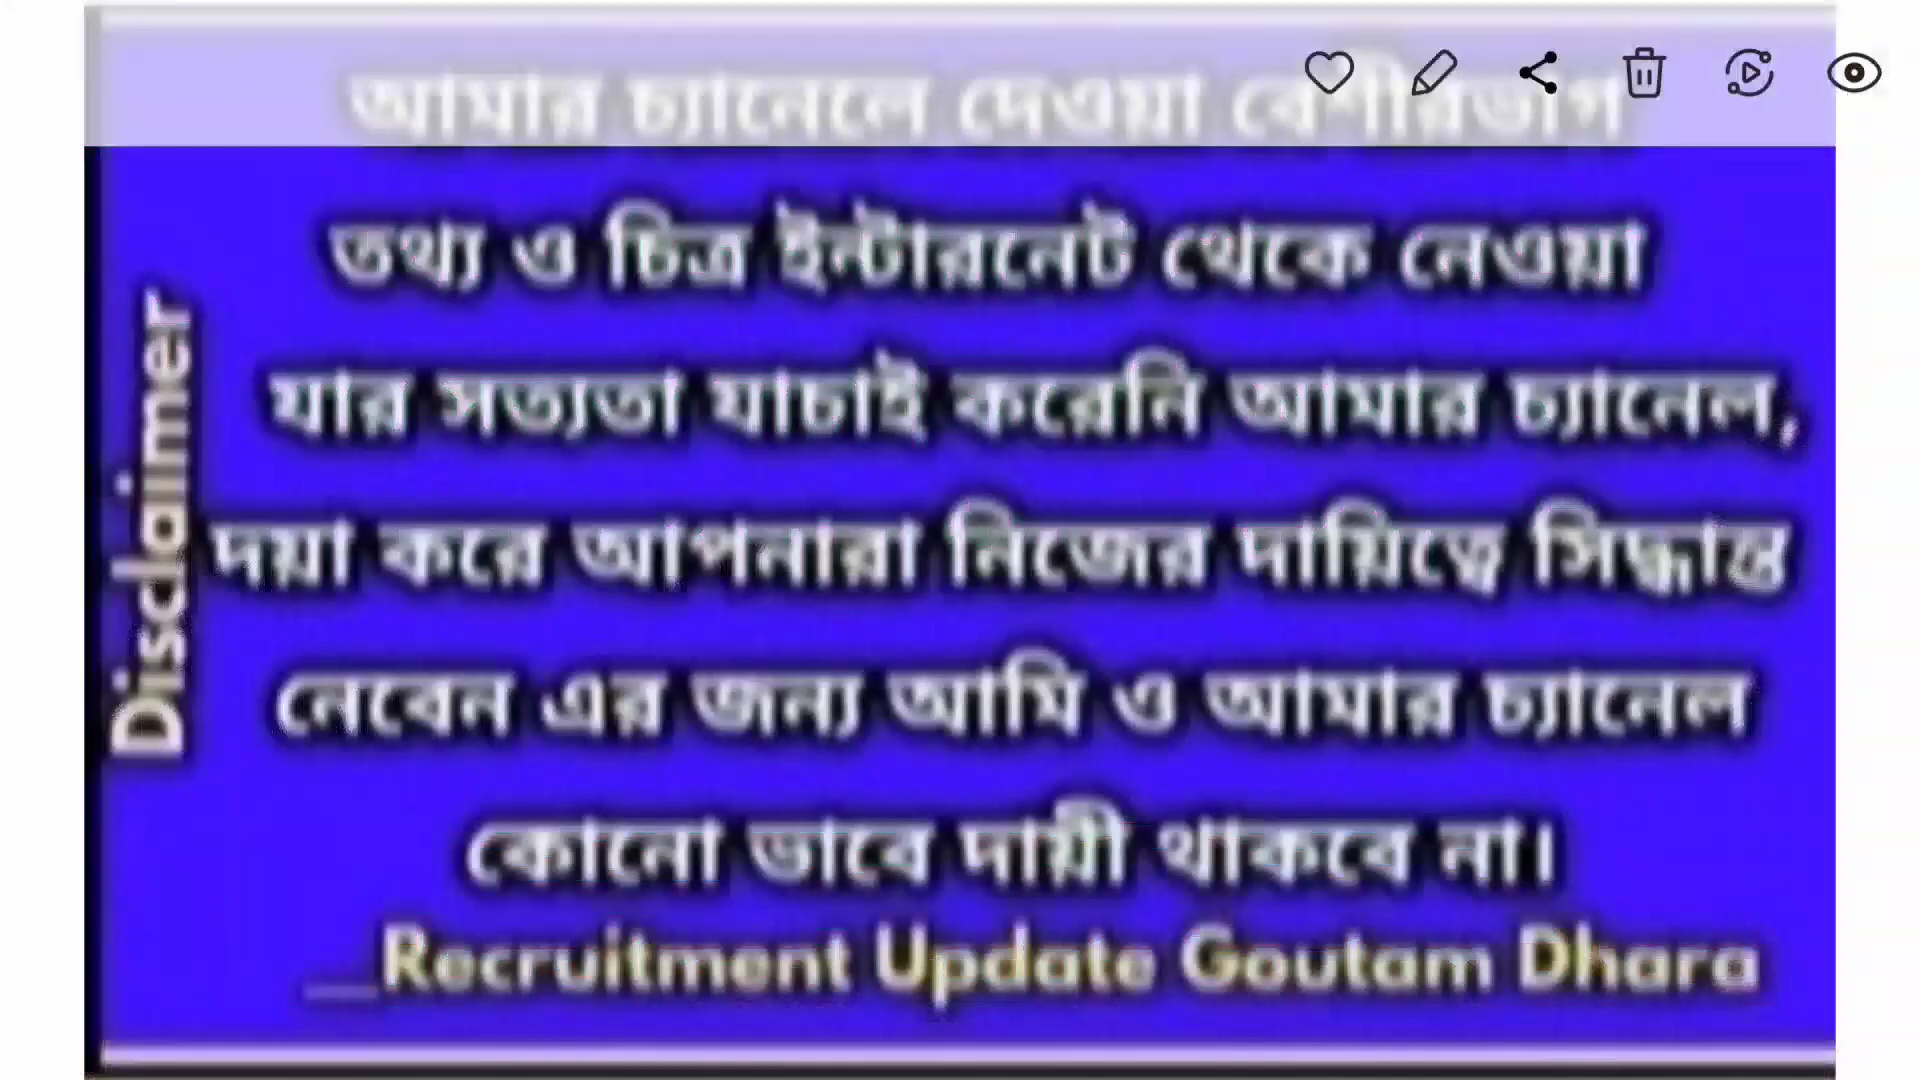 আমার চ্যানেলে দেওয়া বেশীরভাগ
তথ্য ও চিত্র ইন্টারনেট থেকে নেওয়া
যার সত্যতা যাচাই করেনি আমার চ্যানেল,
দয়া করে আপনারা নিজের দায়িত্বে সিদ্ধান্ত
নেবেন এর জন্য আমি ও আমার চ্যানেল
কোনো ভাবে দায়ী থাকবে না।
__Recruitment Update Goutam Dhara
Disclaimer